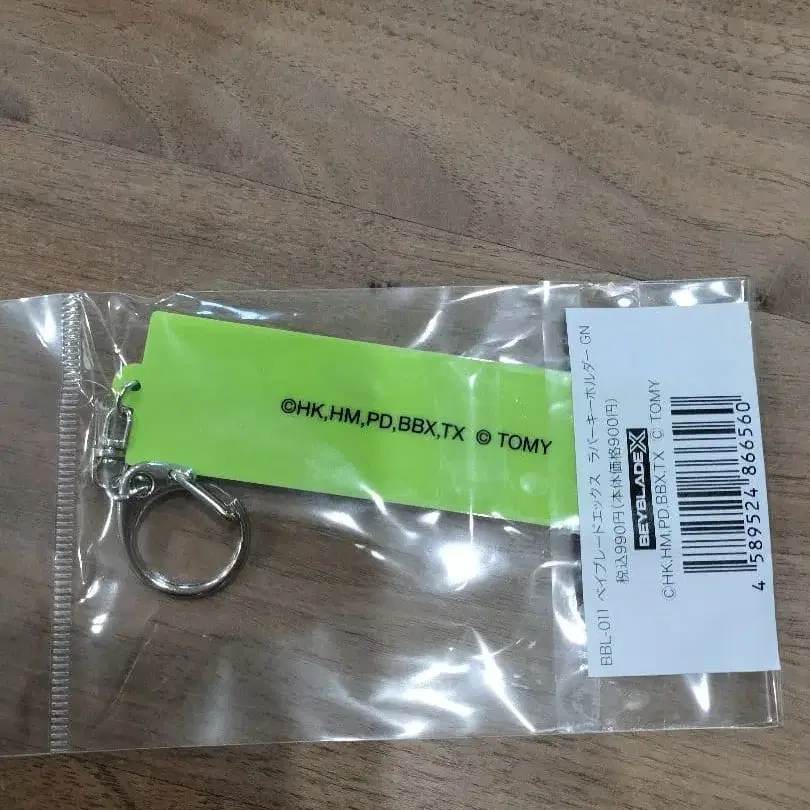 ©HK,HM,PD,BBX,TX © TOMY
BBL-011 ベイブレードエックス ラバーキーホルダー GN
税込990円(本体価格900円)
BEYBLADE X
©HK,HM,PD,BBX,TX © TOMY
4 589524 866560